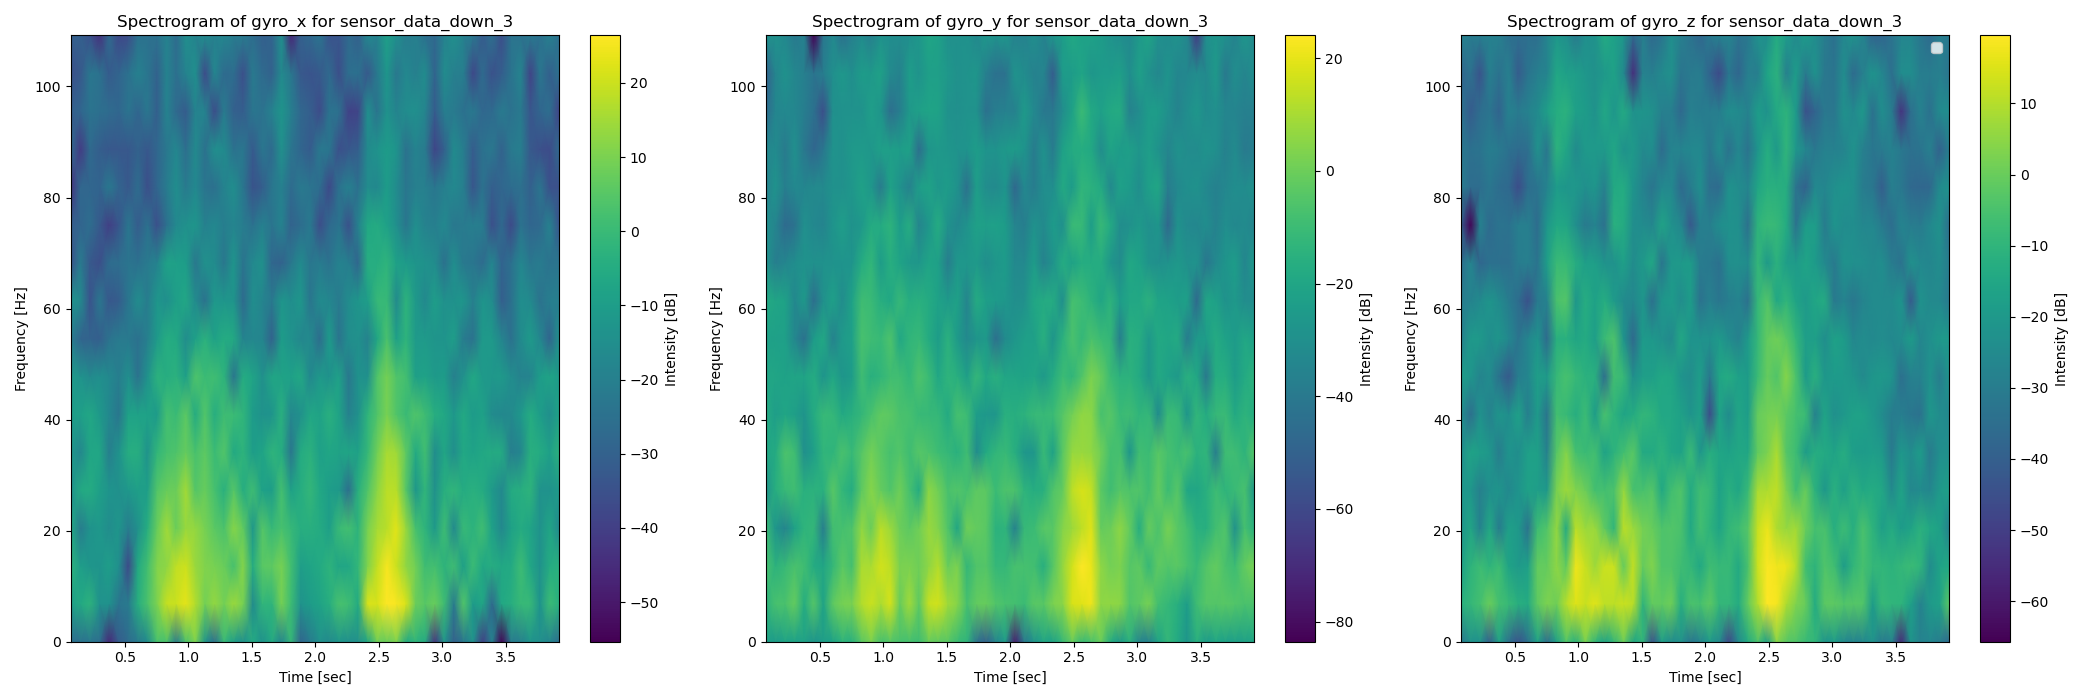 Spectrogram of gyro_x for sensor_data_down_3
Frequency [Hz]
100
80
60
40
20
0
0.5 1.0 1.5 2.0 2.5 3.0 3.5
Time [sec]
20
10
0
−10
−20
−30
−40
−50
Intensity [dB]
Spectrogram of gyro_y for sensor_data_down_3
Frequency [Hz]
100
80
60
40
20
0
0.5 1.0 1.5 2.0 2.5 3.0 3.5
Time [sec]
20
0
−20
−40
−60
−80
Intensity [dB]
Spectrogram of gyro_z for sensor_data_down_3
Frequency [Hz]
100
80
60
40
20
0
0.5 1.0 1.5 2.0 2.5 3.0 3.5
Time [sec]
10
0
−10
−20
−30
−40
−50
−60
Intensity [dB]